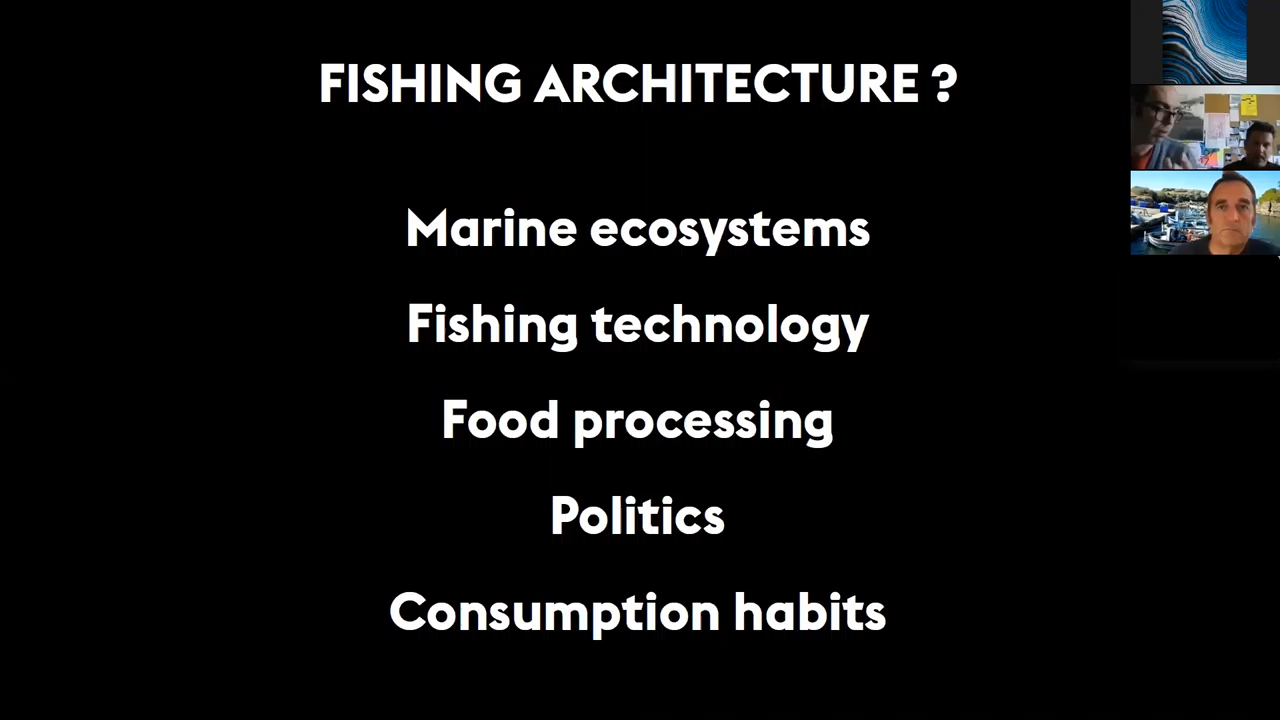 FISHING ARCHITECTURE ?
Marine ecosystems
Fishing technology
Food processing
Politics
Consumption habits